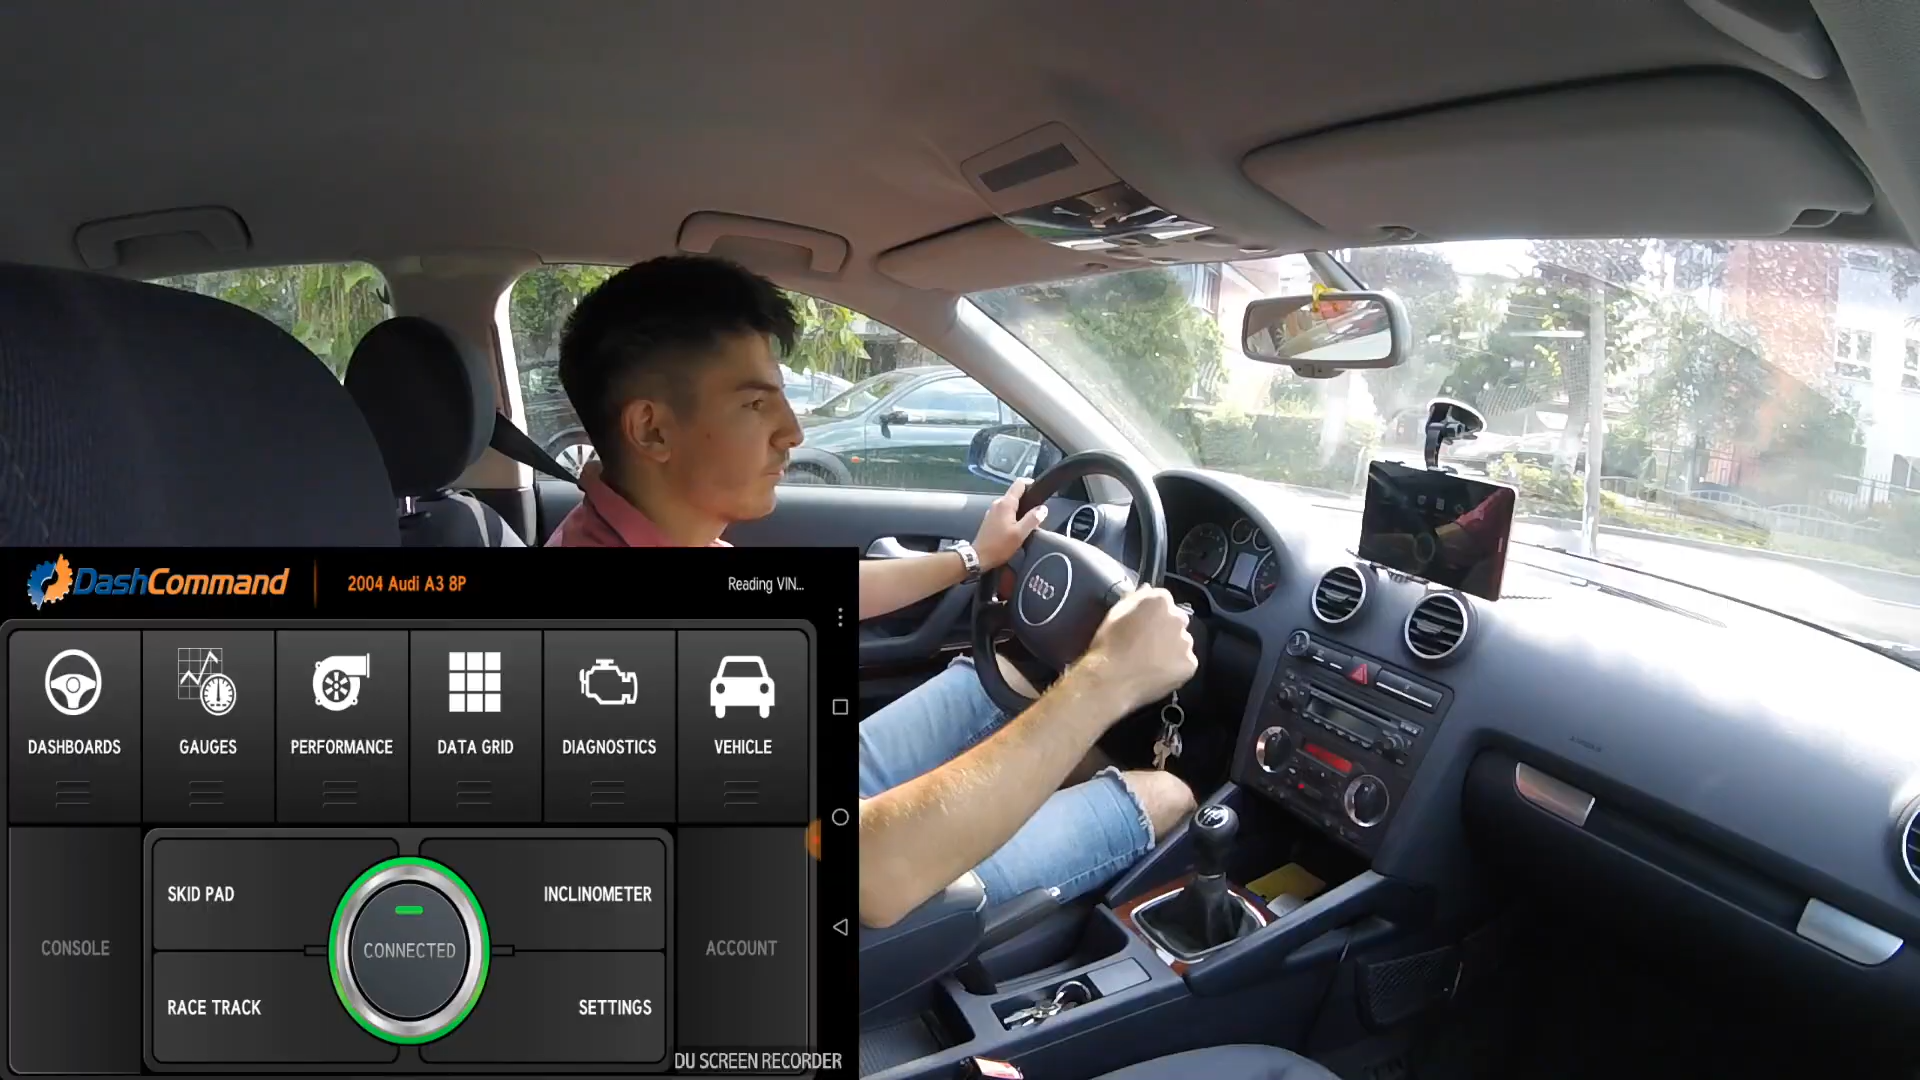 DashCommand
2004 Audi A3 8P
Reading VIN...
DASHBOARDS
GAUGES
PERFORMANCE
DATA GRID
DIAGNOSTICS
VEHICLE
SKID PAD
INCLINOMETER
CONSOLE
CONNECTED
ACCOUNT
RACE TRACK
SETTINGS
DU SCREEN RECORDER